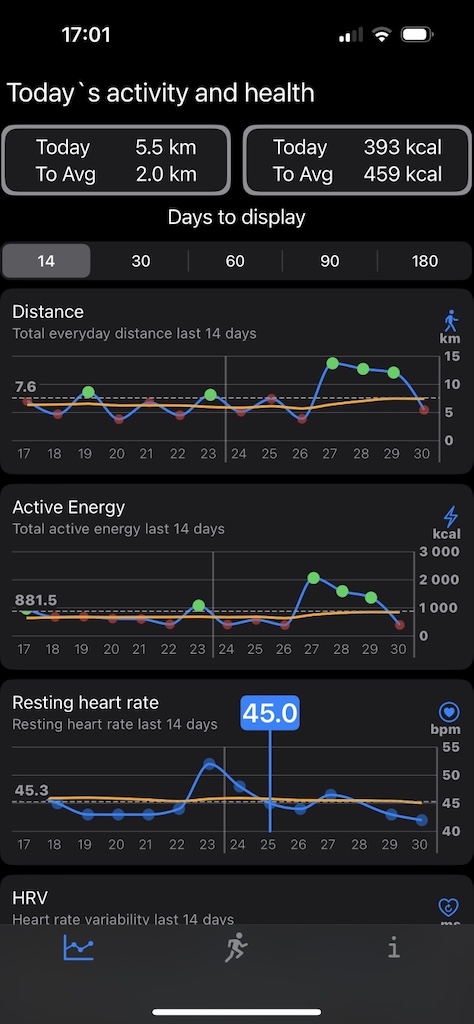 17:01
Today`s activity and health
Today 5.5 km
To Avg 2.0 km
Today 393 kcal
To Avg 459 kcal
Days to display
14 30 60 90 180
Distance
Total everyday distance last 14 days
km
15
7.6
10
5
0
17 18 19 20 21 22 23 24 25 26 27 28 29 30
Active Energy
Total active energy last 14 days
kcal
3 000
2 000
881.5
1 000
0
17 18 19 20 21 22 23 24 25 26 27 28 29 30
Resting heart rate
Resting heart rate last 14 days
45.0
bpm
55
50
45.3
45
40
17 18 19 20 21 22 23 24 25 26 27 28 29 30
HRV
Heart rate variability last 14 days
ms